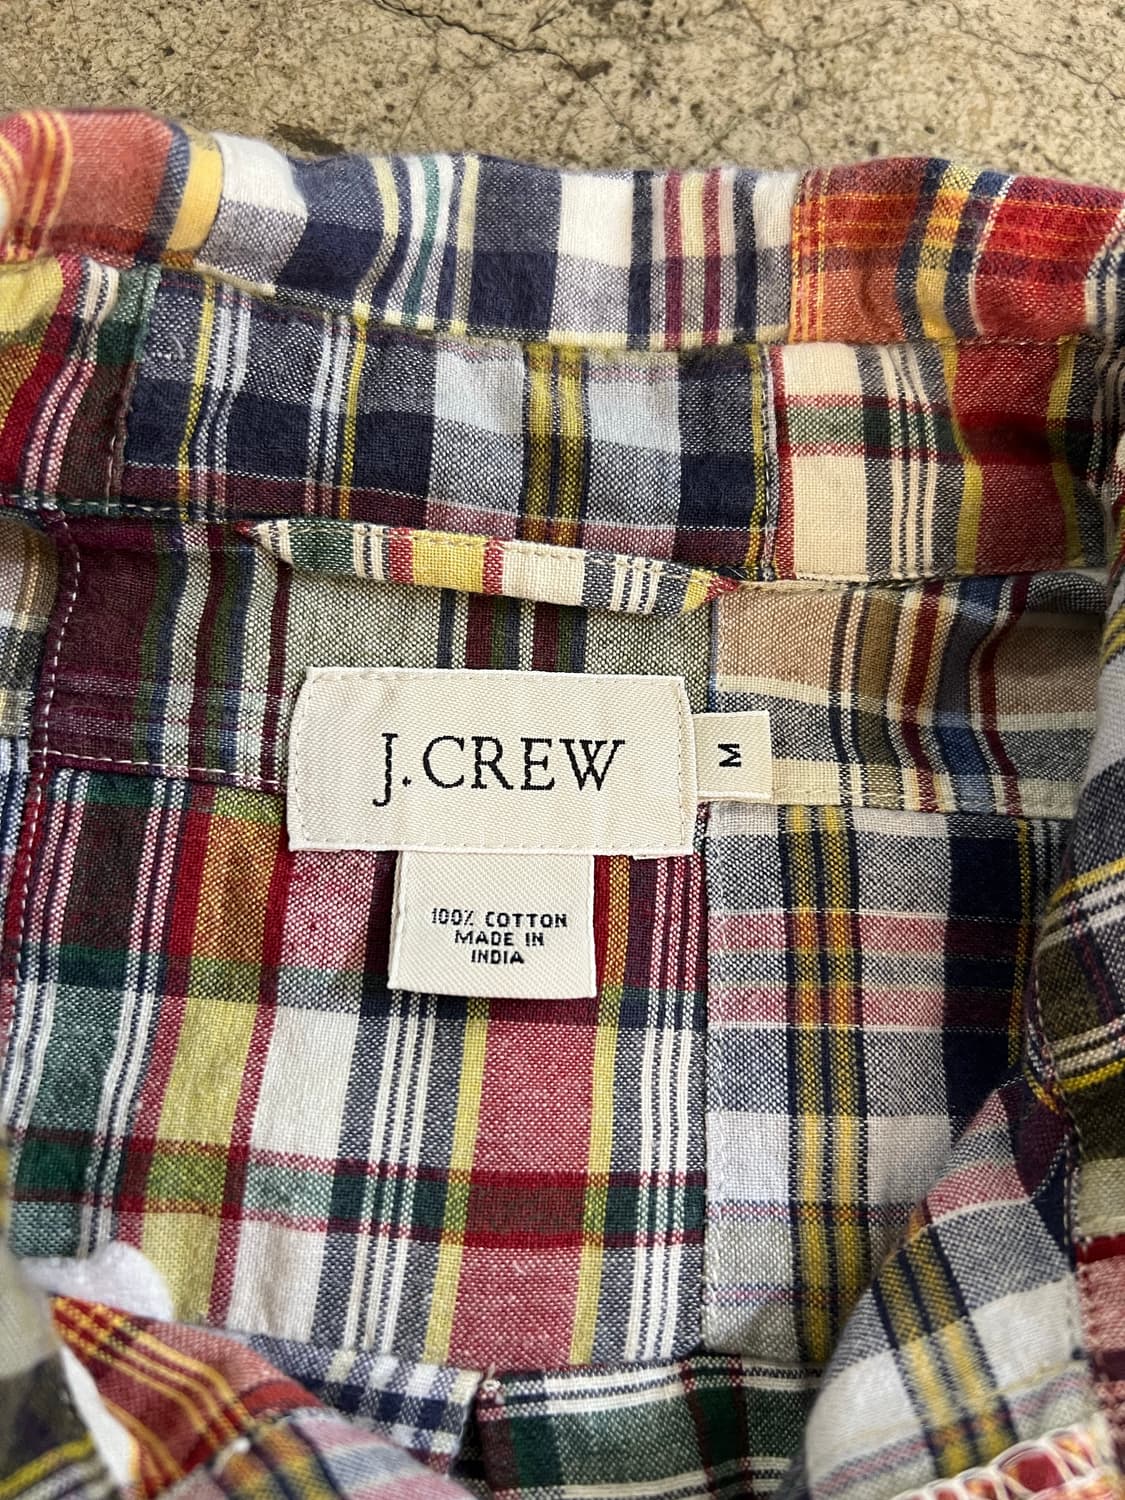 J.CREW
M
100% COTTON
MADE IN
INDIA